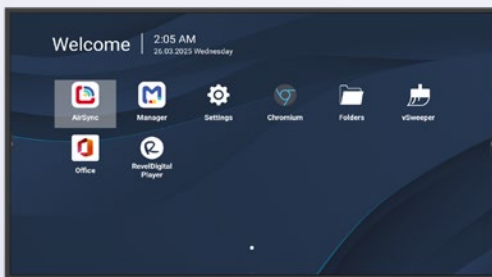 Welcome
2:05 AM
26.03.2025 Wednesday
AirSync
Manager
Settings
Chromium
Folders
vSweeper
Office
RevelDigital
Player